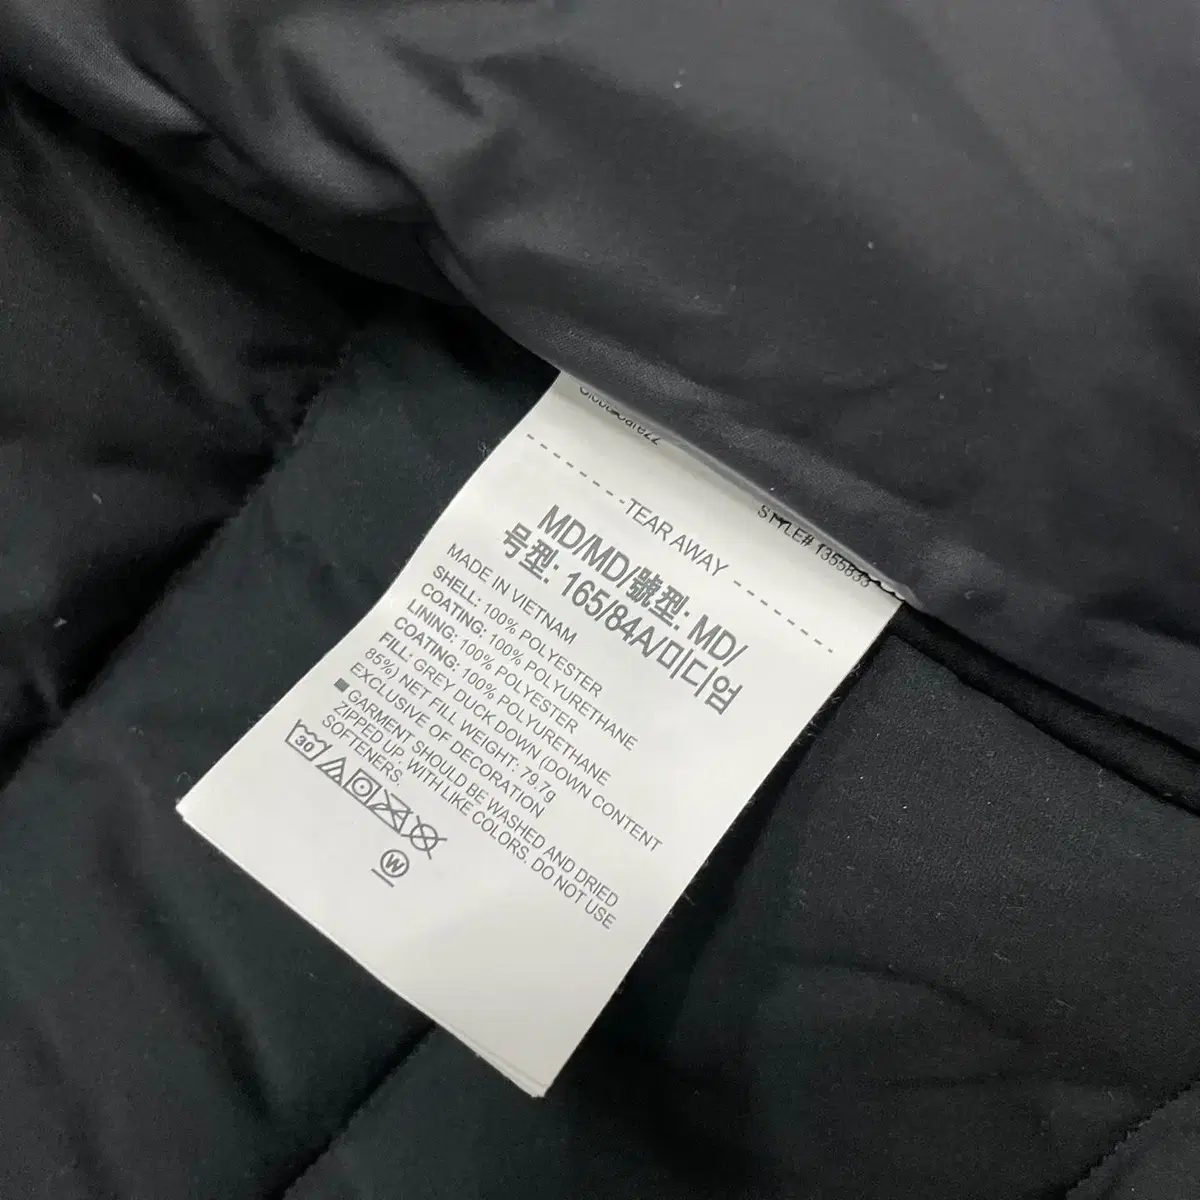 STYLE# 1355833
TEAR AWAY
MD/MD/號型: MD/
号型: 165/84A/미디엄
MADE IN VIETNAM
SHELL: 100% POLYESTER
COATING: 100% POLYURETHANE
LINING: 100% POLYESTER
COATING: 100% POLYURETHANE
FILL: GREY DUCK DOWN (DOWN CONTENT
85%) NET FILL WEIGHT: 79.7g
EXCLUSIVE OF DECORATION
■ GARMENT SHOULD BE WASHED AND DRIED
ZIPPED UP, WITH LIKE COLORS. DO NOT USE
SOFTENERS.
30
W